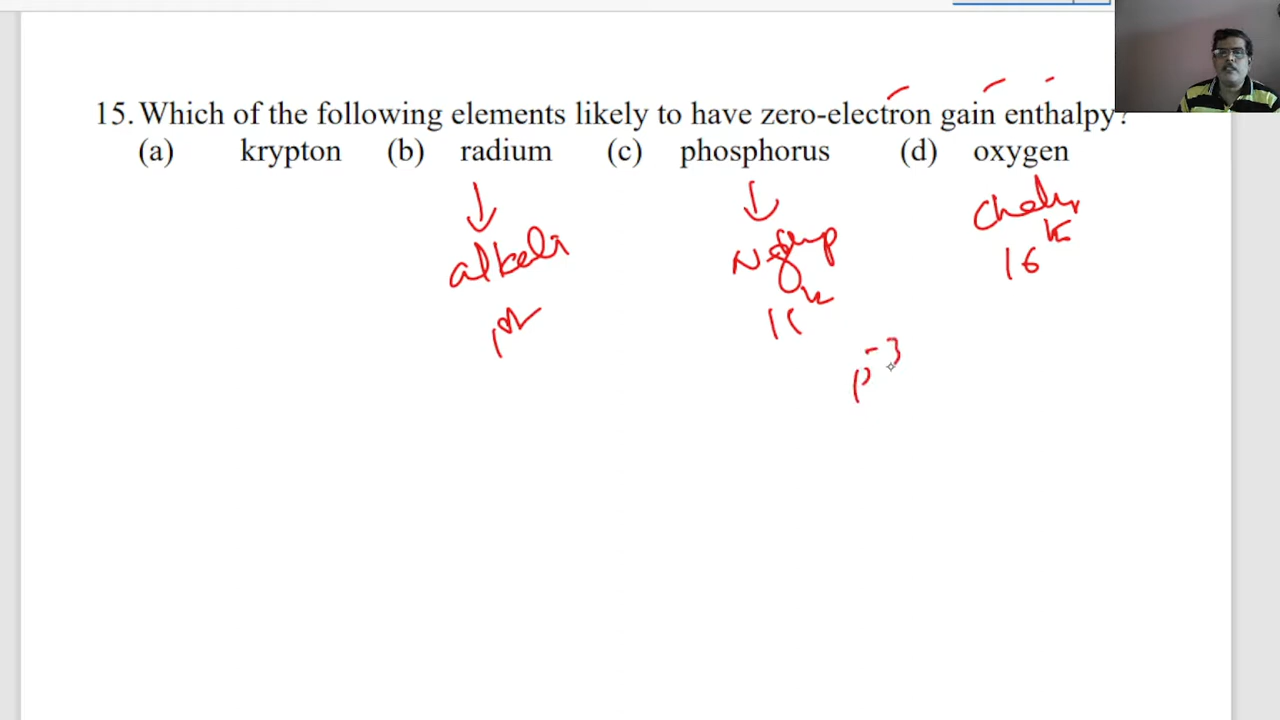 15. Which of the following elements likely to have zero-electron gain enthalpy?
(a) krypton (b) radium (c) phosphorus (d) oxygen
alkali
N group
16
p-3